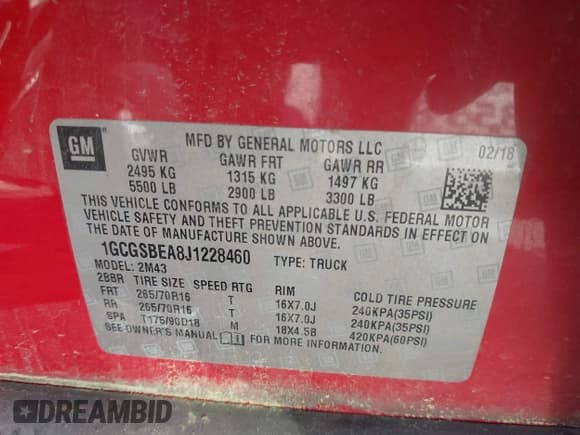 GM
MFD BY GENERAL MOTORS LLC
02/18
GVWR GAWR FRT GAWR RR
2495 KG 1315 KG 1497 KG
5500 LB 2900 LB 3300 LB
THIS VEHICLE CONFORMS TO ALL APPLICABLE U.S. FEDERAL MOTOR
VEHICLE SAFETY AND THEFT PREVENTION STANDARDS IN EFFECT ON
THE DATE OF MANUFACTURE SHOWN ABOVE.
1GCGSBEA8J1228460 TYPE: TRUCK
MODEL: 2M43
2BBR TIRE SIZE SPEED RTG RIM COLD TIRE PRESSURE
FRT 265/70R16 T 16X7.0J 240KPA(35PSI)
RR 265/70R16 T 16X7.0J 240KPA(35PSI)
SPA T175/90D18 M 18X4.5B 420KPA(60PSI)
SEE OWNER'S MANUAL FOR MORE INFORMATION.
DREAMBID